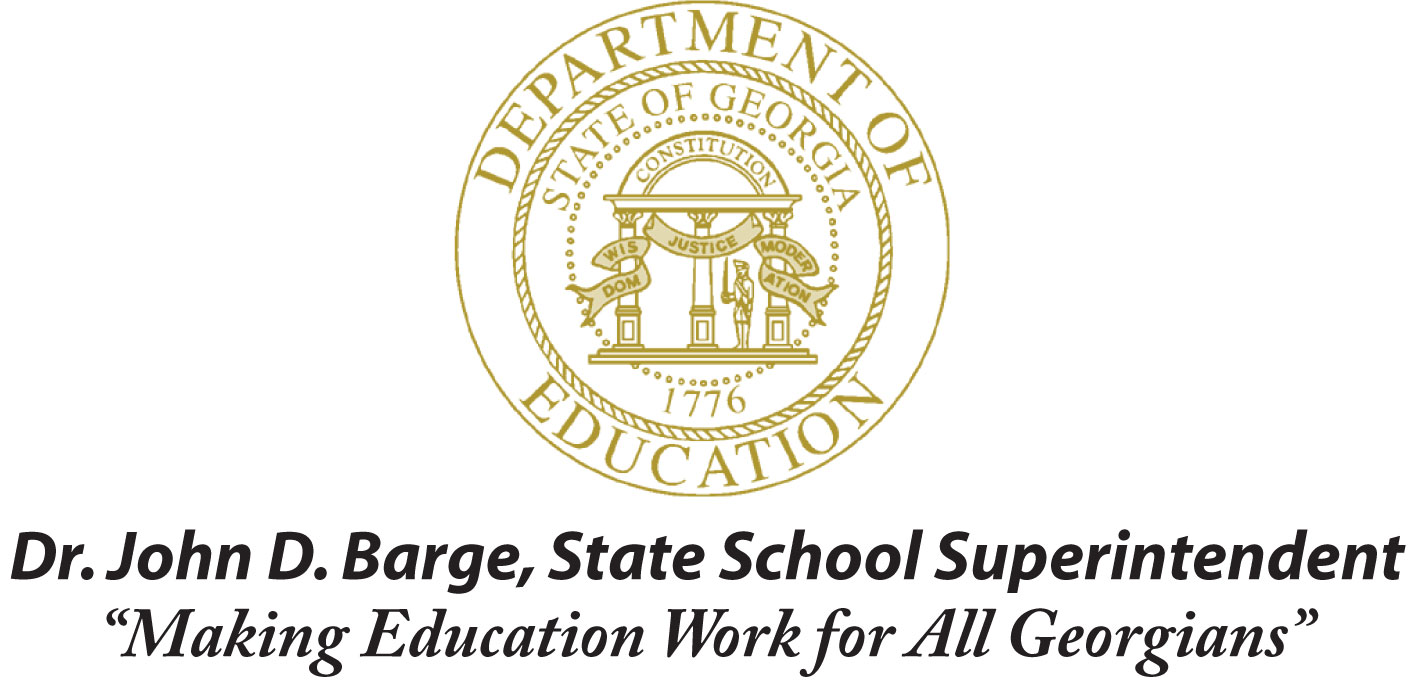 DEPARTMENT OF
STATE OF GEORGIA
CONSTITUTION
WIS
DOM
JUSTICE
MODER
ATION
1776
EDUCATION
Dr. John D. Barge, State School Superintendent
“Making Education Work for All Georgians”